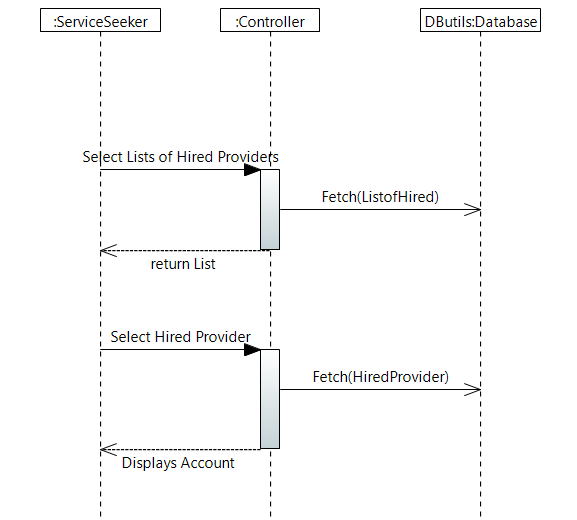 :ServiceSeeker
:Controller
DButils:Database
Select Lists of Hired Providers
Fetch(ListofHired)
return List
Select Hired Provider
Fetch(HiredProvider)
Displays Account